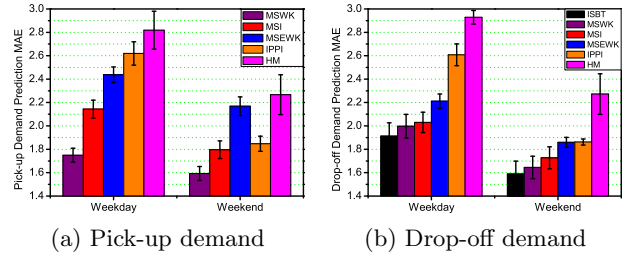 3.0
2.8
2.6
2.4
2.2
2.0
1.8
1.6
1.4
Pick-up Demand Prediction MAE
MSWK
MSI
MSEWK
IPPI
HM
Weekday Weekend
(a) Pick-up demand
3.0
2.8
2.6
2.4
2.2
2.0
1.8
1.6
1.4
Drop-off Demand Prediction MAE
ISBT
MSWK
MSI
MSEWK
IPPI
HM
Weekday Weekend
(b) Drop-off demand